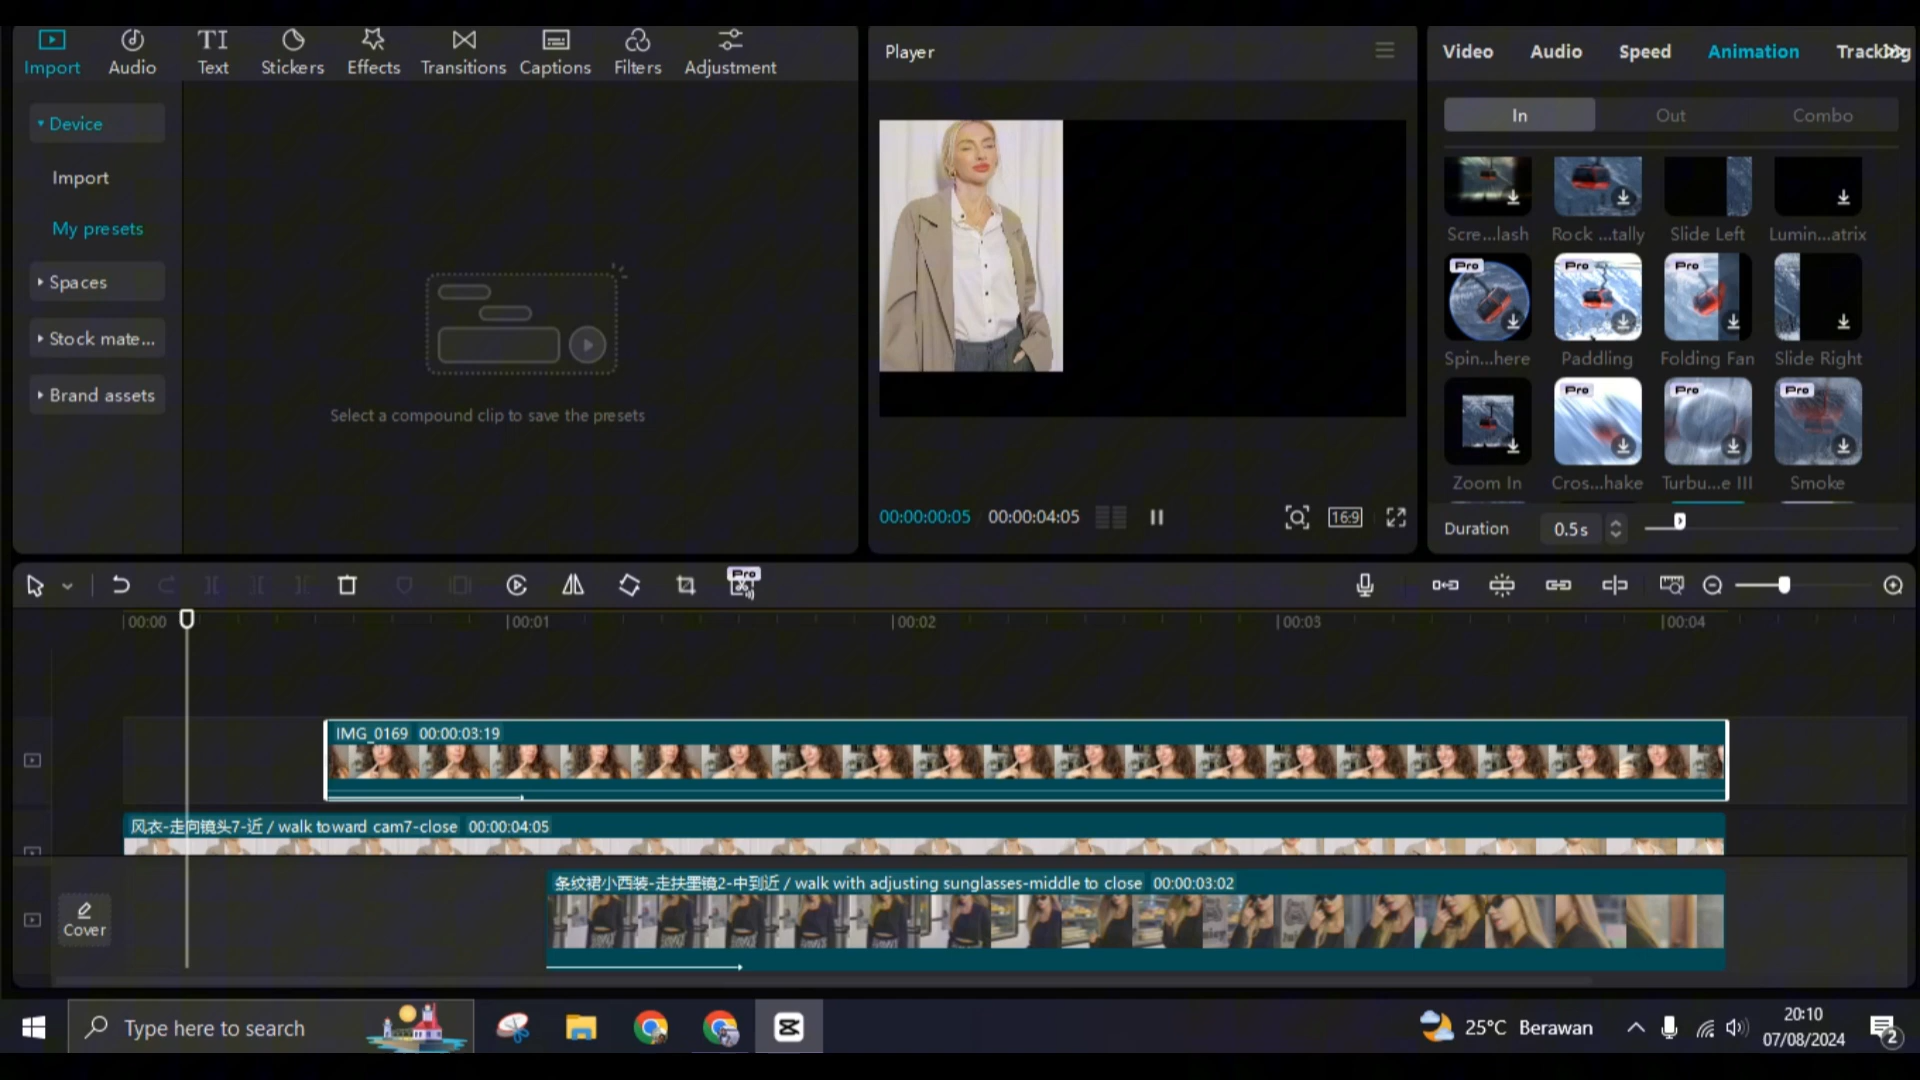 Import
Audio
Text
Stickers
Effects
Transitions
Captions
Filters
Adjustment
Device
Import
My presets
Spaces
Stock mate...
Brand assets
Select a compound clip to save the presets
Player
00:00:00:05 00:00:04:05
16:9
Video Audio Speed Animation Tracking
In Out Combo
Scre...lash Rock ...tally Slide Left Lumin...atrix
Pro Pro Pro
Spin...here Paddling Folding Fan Slide Right
Pro Pro Pro
Zoom In Cros...hake Turbu...e III Smoke
Duration 0.5s
Pro
00:00 00:01 00:02 00:03 00:04
IMG_0169 00:00:03:19
风衣-走向镜头7-近 / walk toward cam7-close 00:00:04:05
条纹裙小西装-走扶墨镜2-中到近 / walk with adjusting sunglasses-middle to close 00:00:03:02
Cover
Type here to search
25°C Berawan
20:10
07/08/2024
2